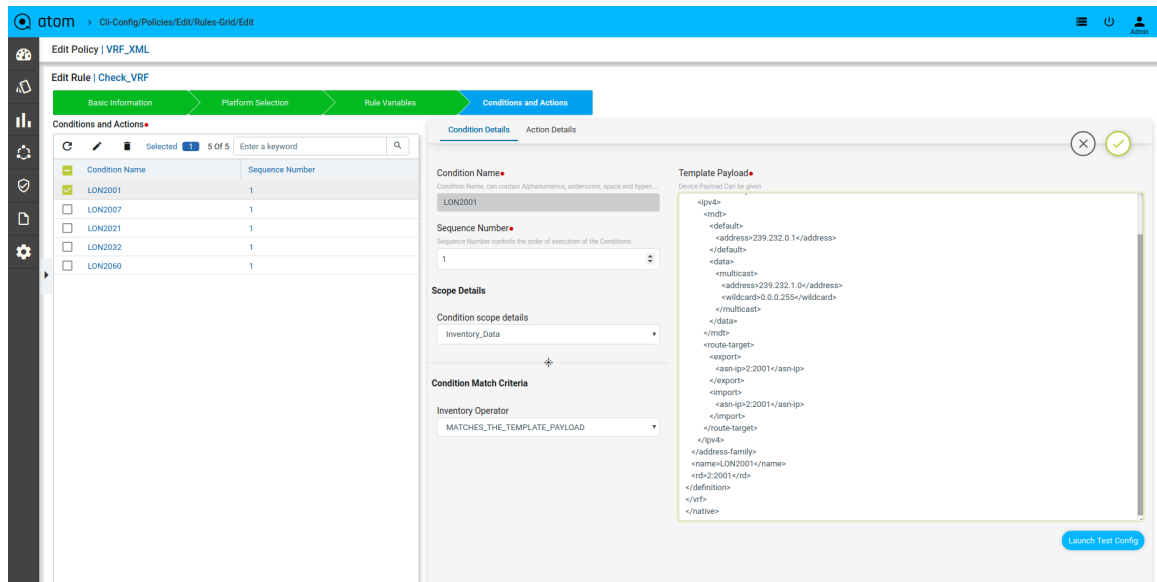 atom > Cli-Config/Policies/Edit/Rules-Grid/Edit
Admin
Edit Policy | VRF_XML
Edit Rule | Check_VRF
Basic Information Platform Selection Rule Variables Conditions and Actions
Conditions and Actions
Selected 1 5 Of 5 Enter a keyword
Condition Name Sequence Number
LON2001 1
LON2007 1
LON2021 1
LON2032 1
LON2060 1
Condition Details Action Details
Condition Name
Condition Name, can contain Alphanumerics, underscore, space and hypen ...
LON2001
Sequence Number
Sequence Number controls the order of execution of the Conditions.
1
Scope Details
Condition scope details
Inventory_Data
Condition Match Criteria
Inventory Operator
MATCHES_THE_TEMPLATE_PAYLOAD
Template Payload
Device Payload Can be given
<ipv4>
<mdt>
<default>
<address>239.232.0.1</address>
</default>
<data>
<multicast>
<address>239.232.1.0</address>
<wildcard>0.0.0.255</wildcard>
</multicast>
</data>
</mdt>
<route-target>
<export>
<asn-ip>2:2001</asn-ip>
</export>
<import>
<asn-ip>2:2001</asn-ip>
</import>
</route-target>
</ipv4>
</address-family>
<name>LON2001</name>
<rd>2:2001</rd>
</definition>
</vrf>
</native>
Launch Test Config